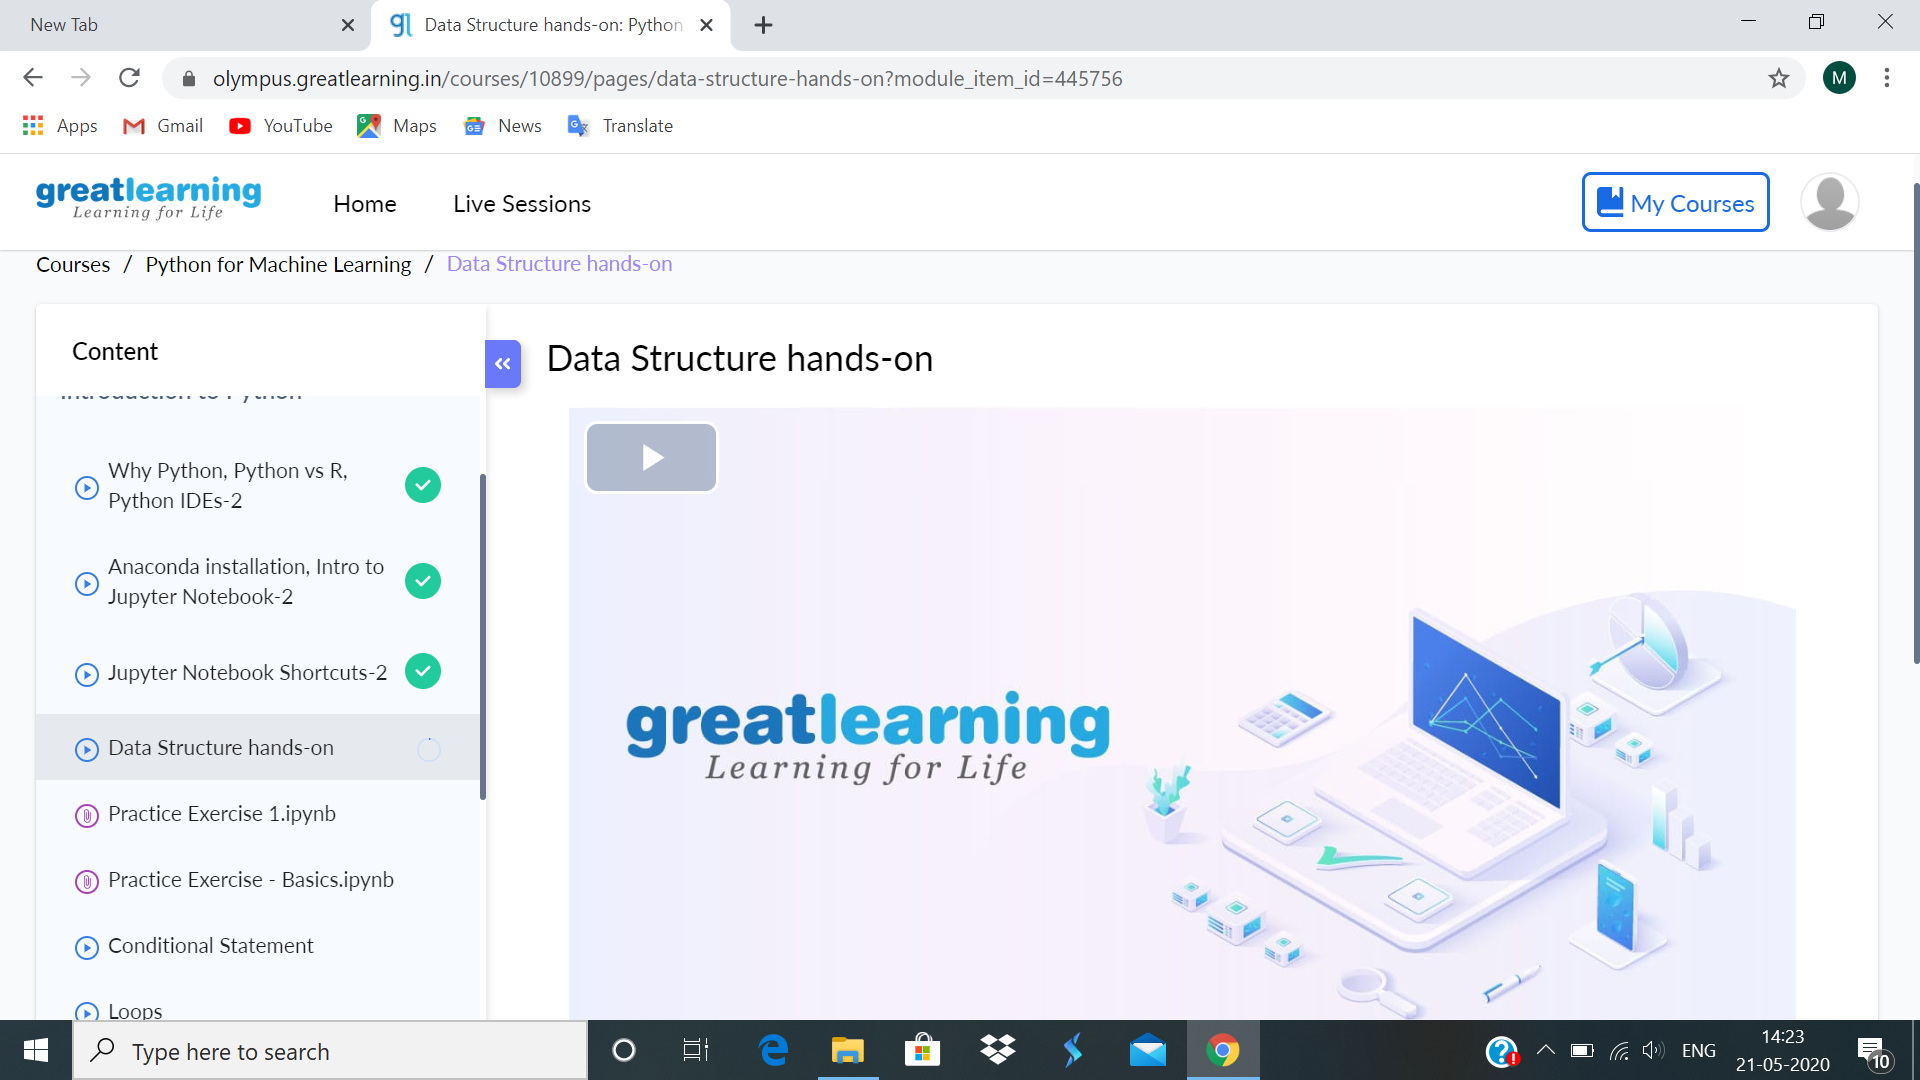 New Tab
Data Structure hands-on: Python
olympus.greatlearning.in/courses/10899/pages/data-structure-hands-on?module_item_id=445756
M
Apps
Gmail
YouTube
Maps
News
Translate
greatlearning
Learning for Life
Home
Live Sessions
My Courses
Courses / Python for Machine Learning / Data Structure hands-on
Content
Introduction to Python
Why Python, Python vs R,
Python IDEs-2
Anaconda installation, Intro to
Jupyter Notebook-2
Jupyter Notebook Shortcuts-2
Data Structure hands-on
Practice Exercise 1.ipynb
Practice Exercise - Basics.ipynb
Conditional Statement
Loops
Data Structure hands-on
greatlearning
Learning for Life
Type here to search
ENG
14:23
21-05-2020
10